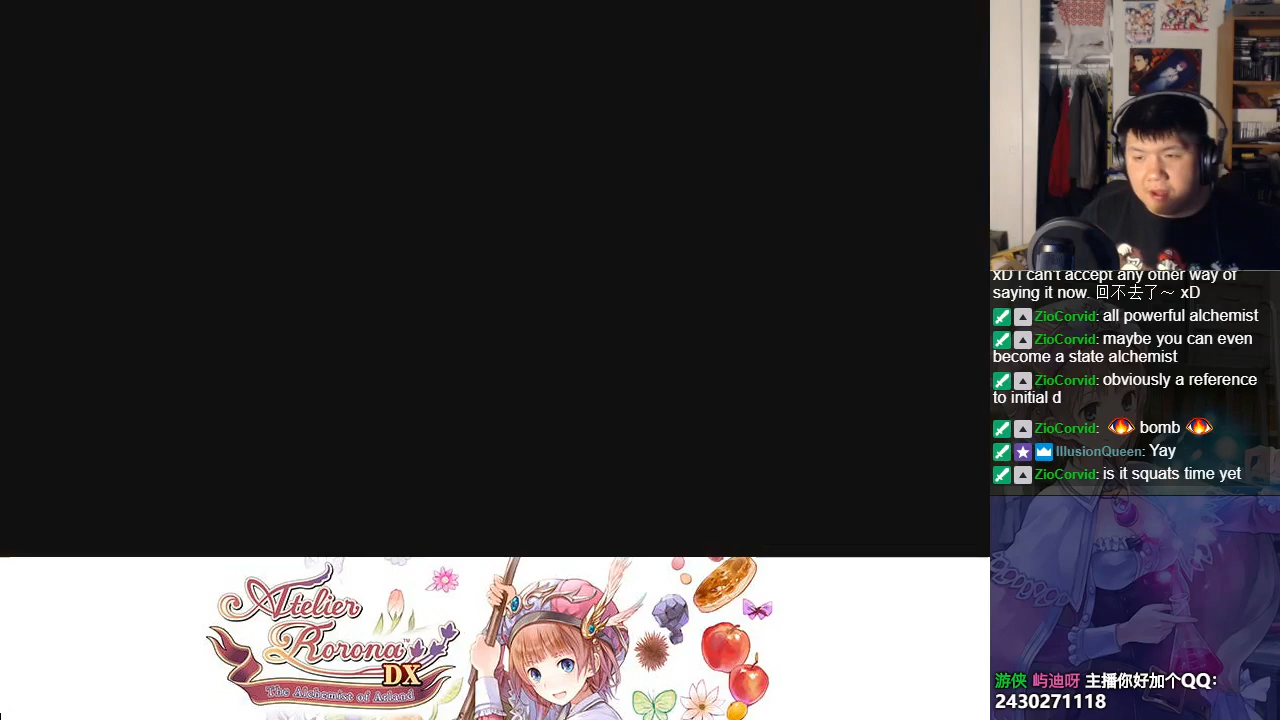 xD I can't accept any other way of
saying it now. 回不去了～ xD
ZioCorvid: all powerful alchemist
ZioCorvid: maybe you can even
become a state alchemist
ZioCorvid: obviously a reference
to initial d
ZioCorvid: bomb
IllusionQueen: Yay
ZioCorvid: is it squats time yet
Atelier
Rorona™
DX
The Alchemist of Arland
游侠 屿迪呀 主播你好加个QQ：
2430271118